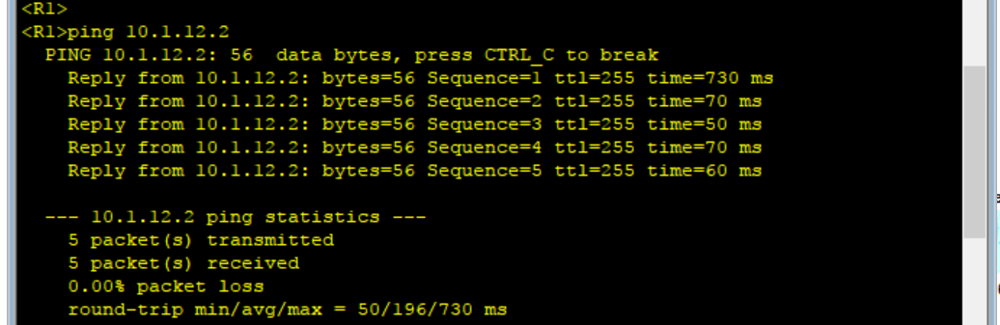 <R1>
<R1>ping 10.1.12.2
PING 10.1.12.2: 56  data bytes, press CTRL_C to break
Reply from 10.1.12.2: bytes=56 Sequence=1 ttl=255 time=730 ms
Reply from 10.1.12.2: bytes=56 Sequence=2 ttl=255 time=70 ms
Reply from 10.1.12.2: bytes=56 Sequence=3 ttl=255 time=50 ms
Reply from 10.1.12.2: bytes=56 Sequence=4 ttl=255 time=70 ms
Reply from 10.1.12.2: bytes=56 Sequence=5 ttl=255 time=60 ms
--- 10.1.12.2 ping statistics ---
5 packet(s) transmitted
5 packet(s) received
0.00% packet loss
round-trip min/avg/max = 50/196/730 ms